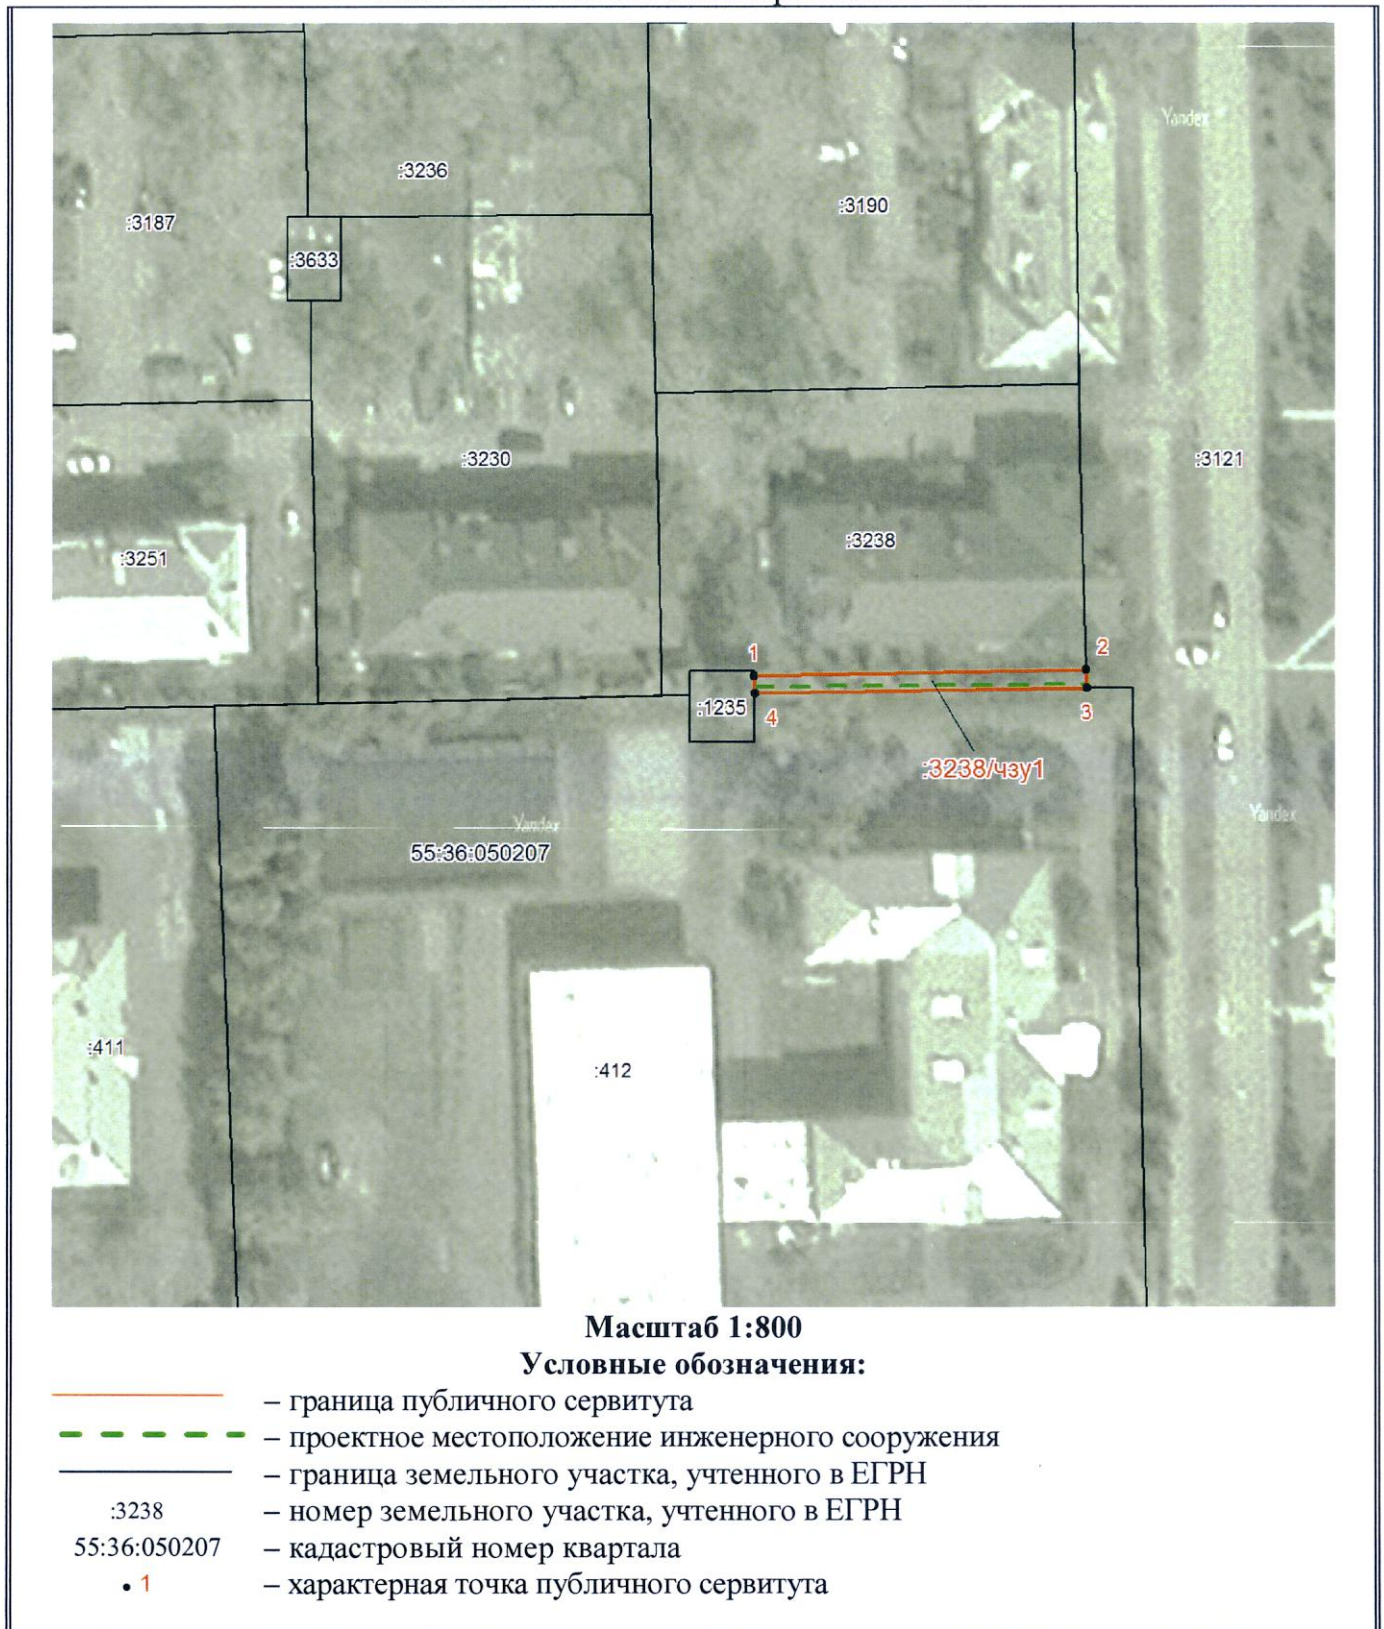 Yandex
:3236
:3187
:3190
:3633
:3230
:3121
:3251
:3238
1
2
:1235
4
3
:3238/чзу1
Yandex
Yandex
55:36:050207
:411
:412
Масштаб 1:800
Условные обозначения:
– граница публичного сервитута
– проектное местоположение инженерного сооружения
– граница земельного участка, учтенного в ЕГРН
:3238 – номер земельного участка, учтенного в ЕГРН
55:36:050207 – кадастровый номер квартала
• 1 – характерная точка публичного сервитута